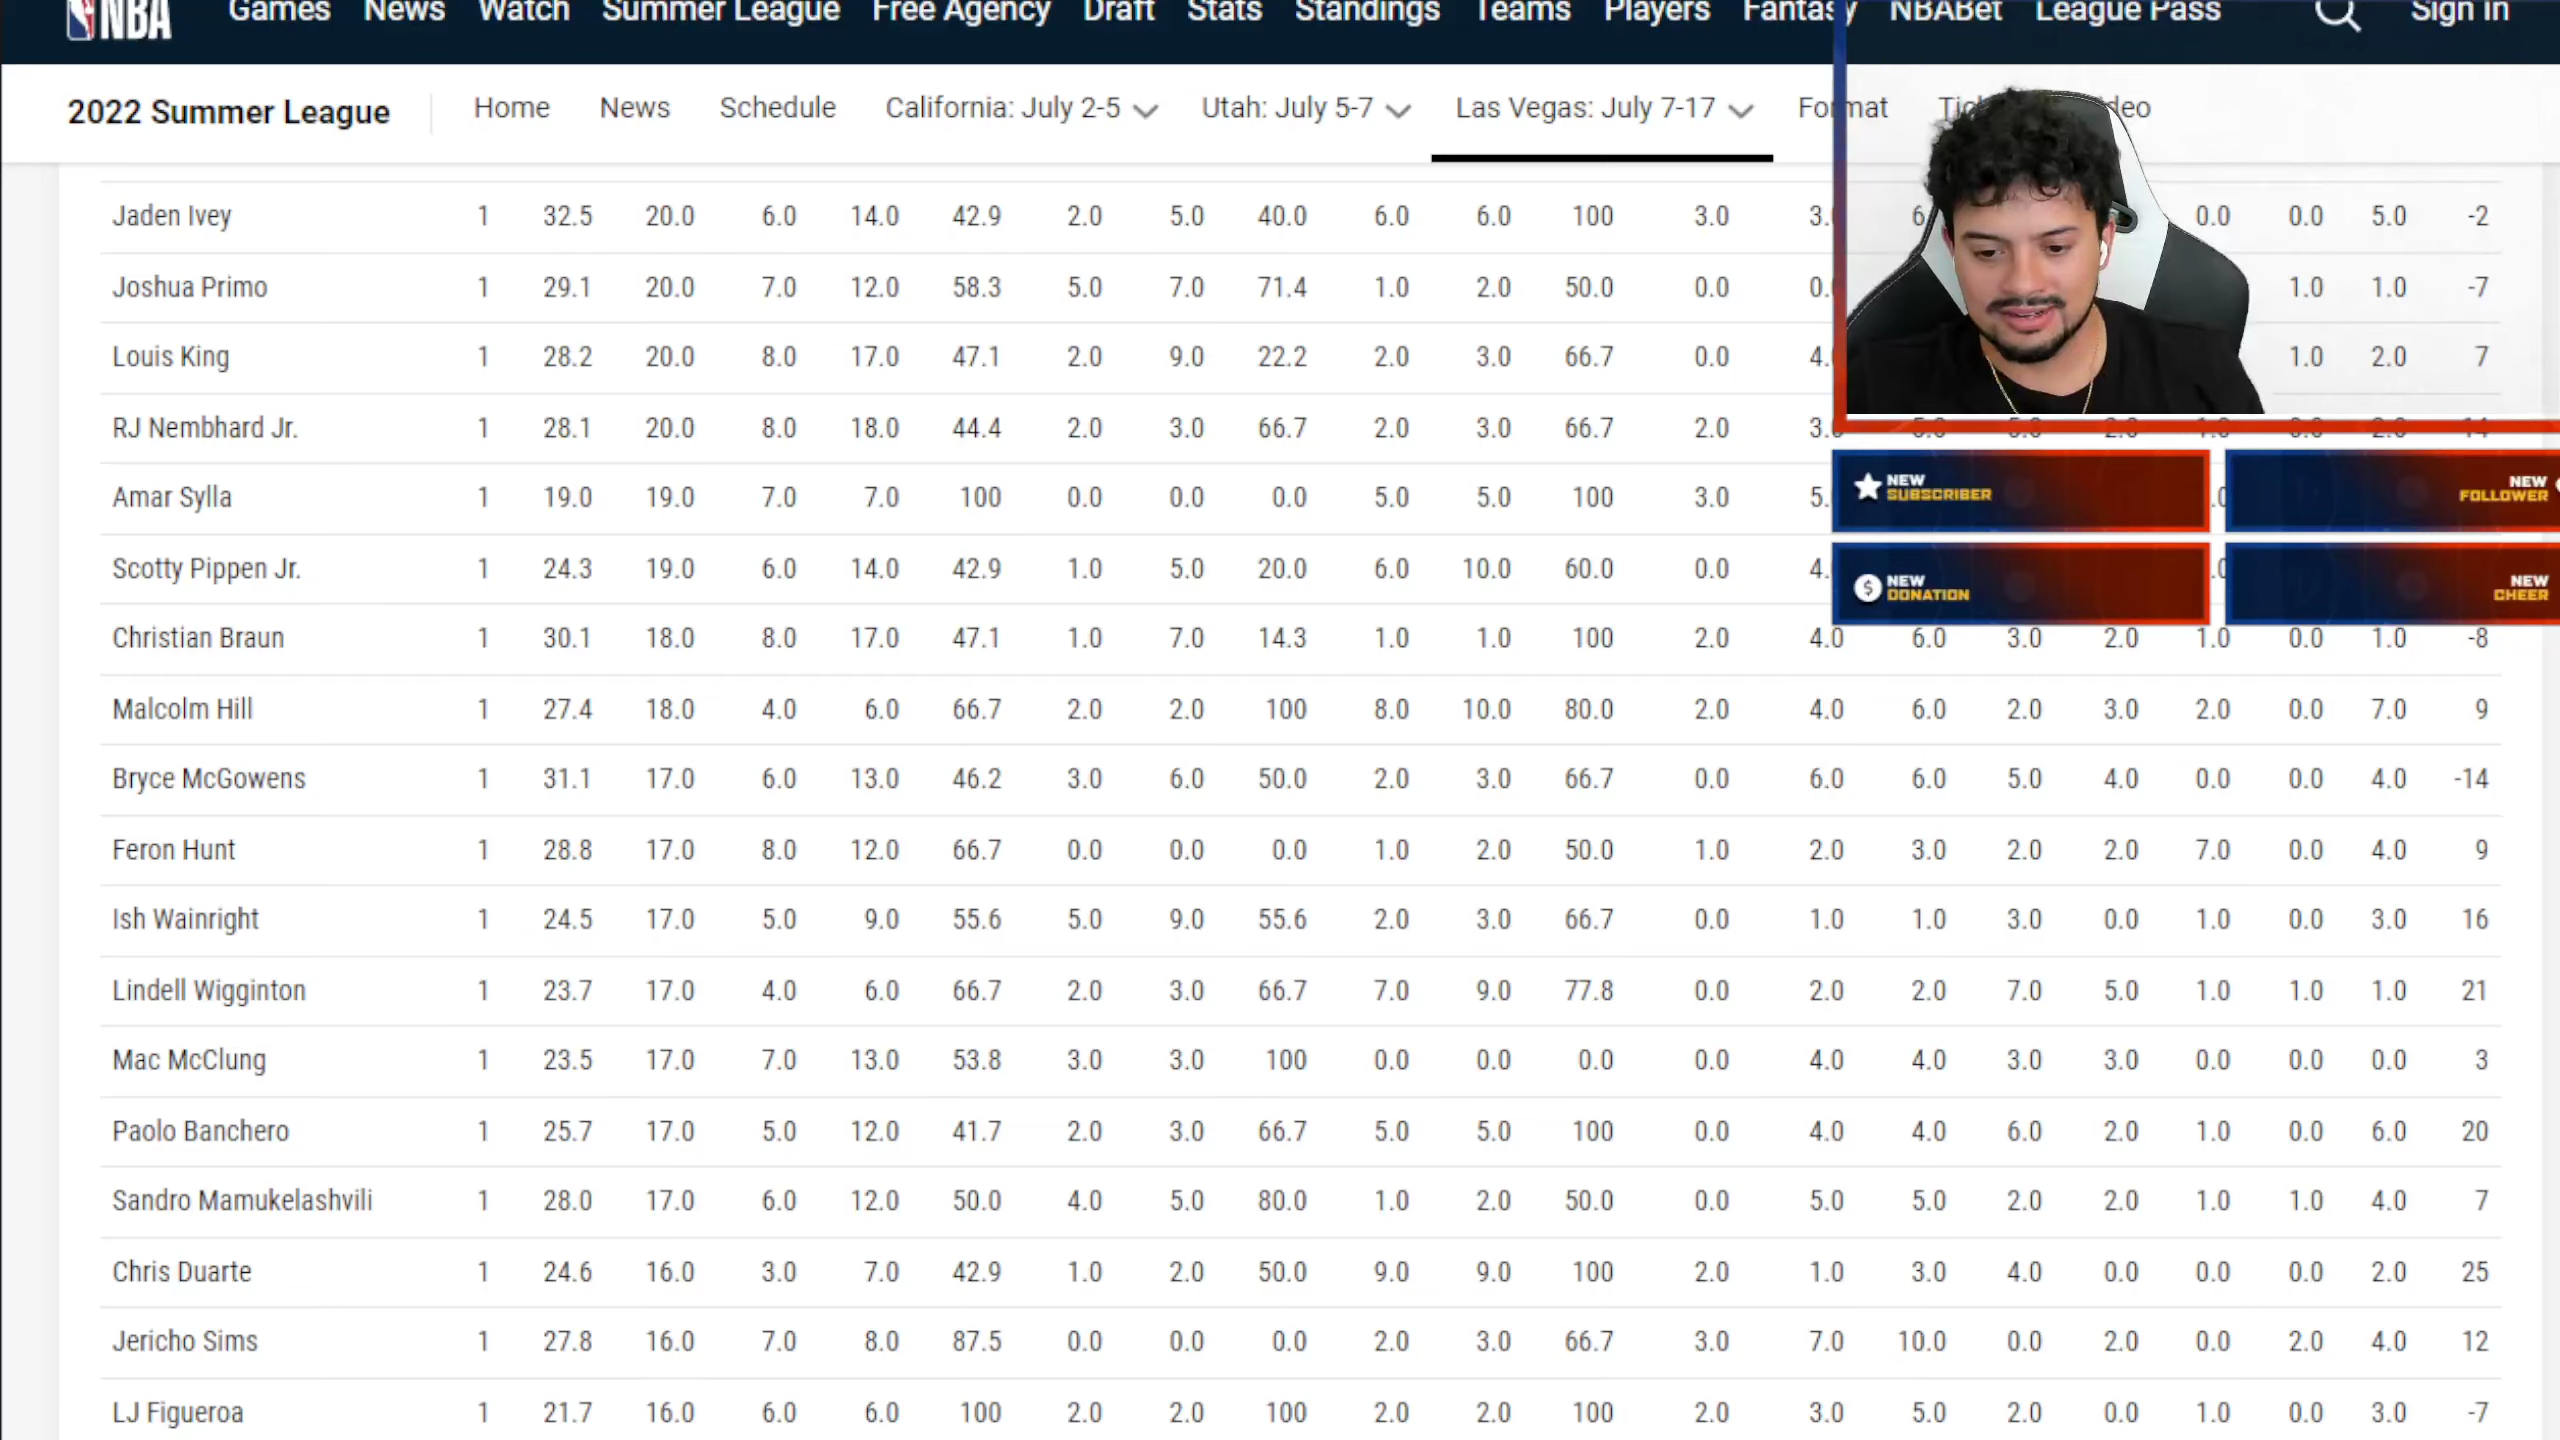 NBA Games News Watch Summer League Free Agency Draft Stats Standings Teams Players Fantasy NBABet League Pass Sign In
2022 Summer League Home News Schedule California: July 2-5 Utah: July 5-7 Las Vegas: July 7-17 Format
Jaden Ivey 1 32.5 20.0 6.0 14.0 42.9 2.0 5.0 40.0 6.0 6.0 100 3.0 0.0 0.0 5.0 -2
Joshua Primo 1 29.1 20.0 7.0 12.0 58.3 5.0 7.0 71.4 1.0 2.0 50.0 0.0 1.0 1.0 -7
Louis King 1 28.2 20.0 8.0 17.0 47.1 2.0 9.0 22.2 2.0 3.0 66.7 0.0 1.0 2.0 7
RJ Nembhard Jr. 1 28.1 20.0 8.0 18.0 44.4 2.0 3.0 66.7 2.0 3.0 66.7 2.0
Amar Sylla 1 19.0 19.0 7.0 7.0 100 0.0 0.0 0.0 5.0 5.0 100 3.0
NEW SUBSCRIBER
NEW FOLLOWER
Scotty Pippen Jr. 1 24.3 19.0 6.0 14.0 42.9 1.0 5.0 20.0 6.0 10.0 60.0 0.0
NEW DONATION
NEW CHEER
Christian Braun 1 30.1 18.0 8.0 17.0 47.1 1.0 7.0 14.3 1.0 1.0 100 2.0 4.0 6.0 3.0 2.0 1.0 0.0 1.0 -8
Malcolm Hill 1 27.4 18.0 4.0 6.0 66.7 2.0 2.0 100 8.0 10.0 80.0 2.0 4.0 6.0 2.0 3.0 2.0 0.0 7.0 9
Bryce McGowens 1 31.1 17.0 6.0 13.0 46.2 3.0 6.0 50.0 2.0 3.0 66.7 0.0 6.0 6.0 5.0 4.0 0.0 0.0 4.0 -14
Feron Hunt 1 28.8 17.0 8.0 12.0 66.7 0.0 0.0 0.0 1.0 2.0 50.0 1.0 2.0 3.0 2.0 2.0 7.0 0.0 4.0 9
Ish Wainright 1 24.5 17.0 5.0 9.0 55.6 5.0 9.0 55.6 2.0 3.0 66.7 0.0 1.0 1.0 3.0 0.0 1.0 0.0 3.0 16
Lindell Wigginton 1 23.7 17.0 4.0 6.0 66.7 2.0 3.0 66.7 7.0 9.0 77.8 0.0 2.0 2.0 7.0 5.0 1.0 1.0 1.0 21
Mac McClung 1 23.5 17.0 7.0 13.0 53.8 3.0 3.0 100 0.0 0.0 0.0 0.0 4.0 4.0 3.0 3.0 0.0 0.0 0.0 3
Paolo Banchero 1 25.7 17.0 5.0 12.0 41.7 2.0 3.0 66.7 5.0 5.0 100 0.0 4.0 4.0 6.0 2.0 1.0 0.0 6.0 20
Sandro Mamukelashvili 1 28.0 17.0 6.0 12.0 50.0 4.0 5.0 80.0 1.0 2.0 50.0 0.0 5.0 5.0 2.0 2.0 1.0 1.0 4.0 7
Chris Duarte 1 24.6 16.0 3.0 7.0 42.9 1.0 2.0 50.0 9.0 9.0 100 2.0 1.0 3.0 4.0 0.0 0.0 0.0 2.0 25
Jericho Sims 1 27.8 16.0 7.0 8.0 87.5 0.0 0.0 0.0 2.0 3.0 66.7 3.0 7.0 10.0 0.0 2.0 0.0 2.0 4.0 12
LJ Figueroa 1 21.7 16.0 6.0 6.0 100 2.0 2.0 100 2.0 2.0 100 2.0 3.0 5.0 2.0 0.0 1.0 0.0 3.0 -7